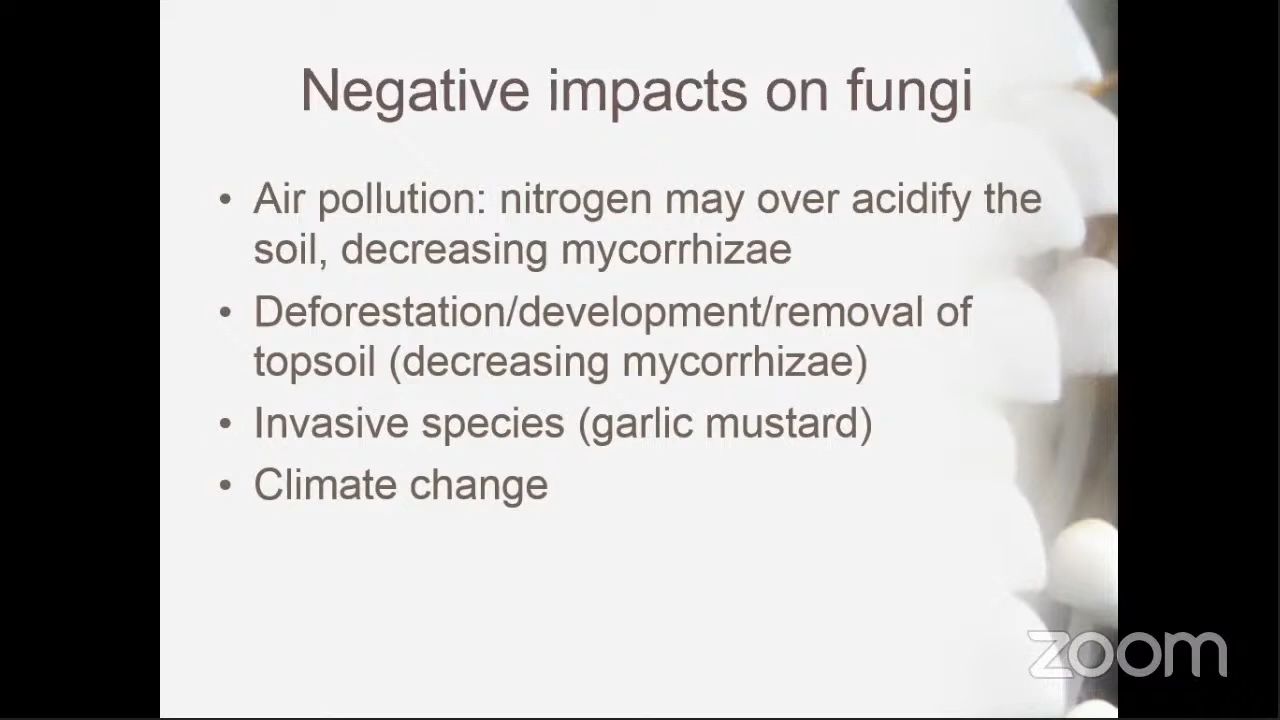 Negative impacts on fungi
• Air pollution: nitrogen may over acidify the
soil, decreasing mycorrhizae
• Deforestation/development/removal of
topsoil (decreasing mycorrhizae)
• Invasive species (garlic mustard)
• Climate change
zoom